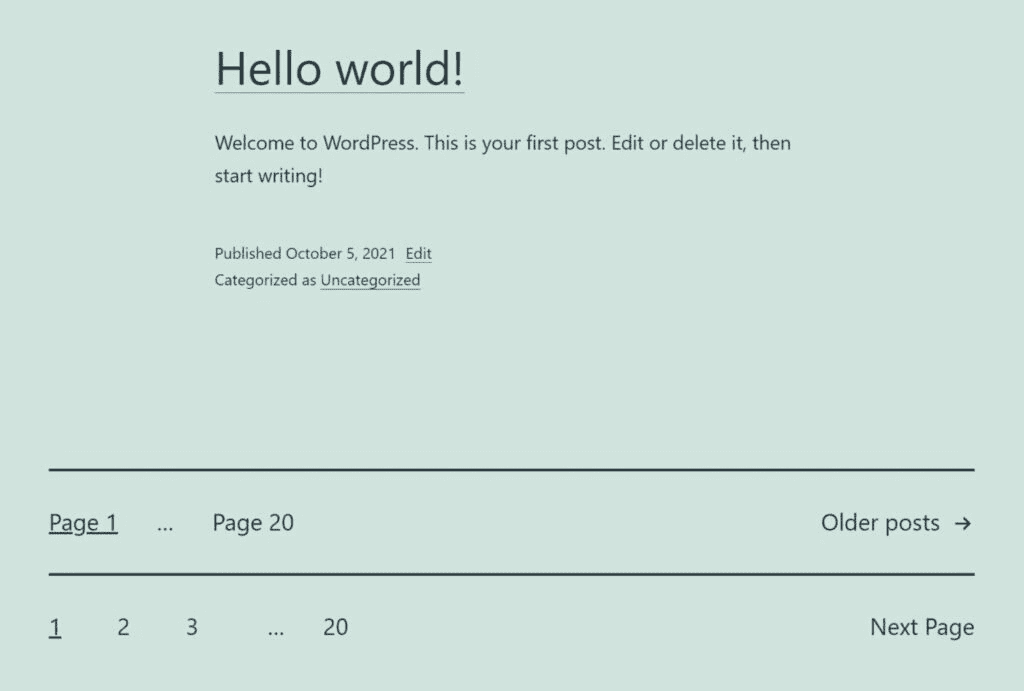 Hello world!
Welcome to WordPress. This is your first post. Edit or delete it, then
start writing!
Published October 5, 2021 Edit
Categorized as Uncategorized
Page 1 ... Page 20 Older posts →
1 2 3 ... 20 Next Page